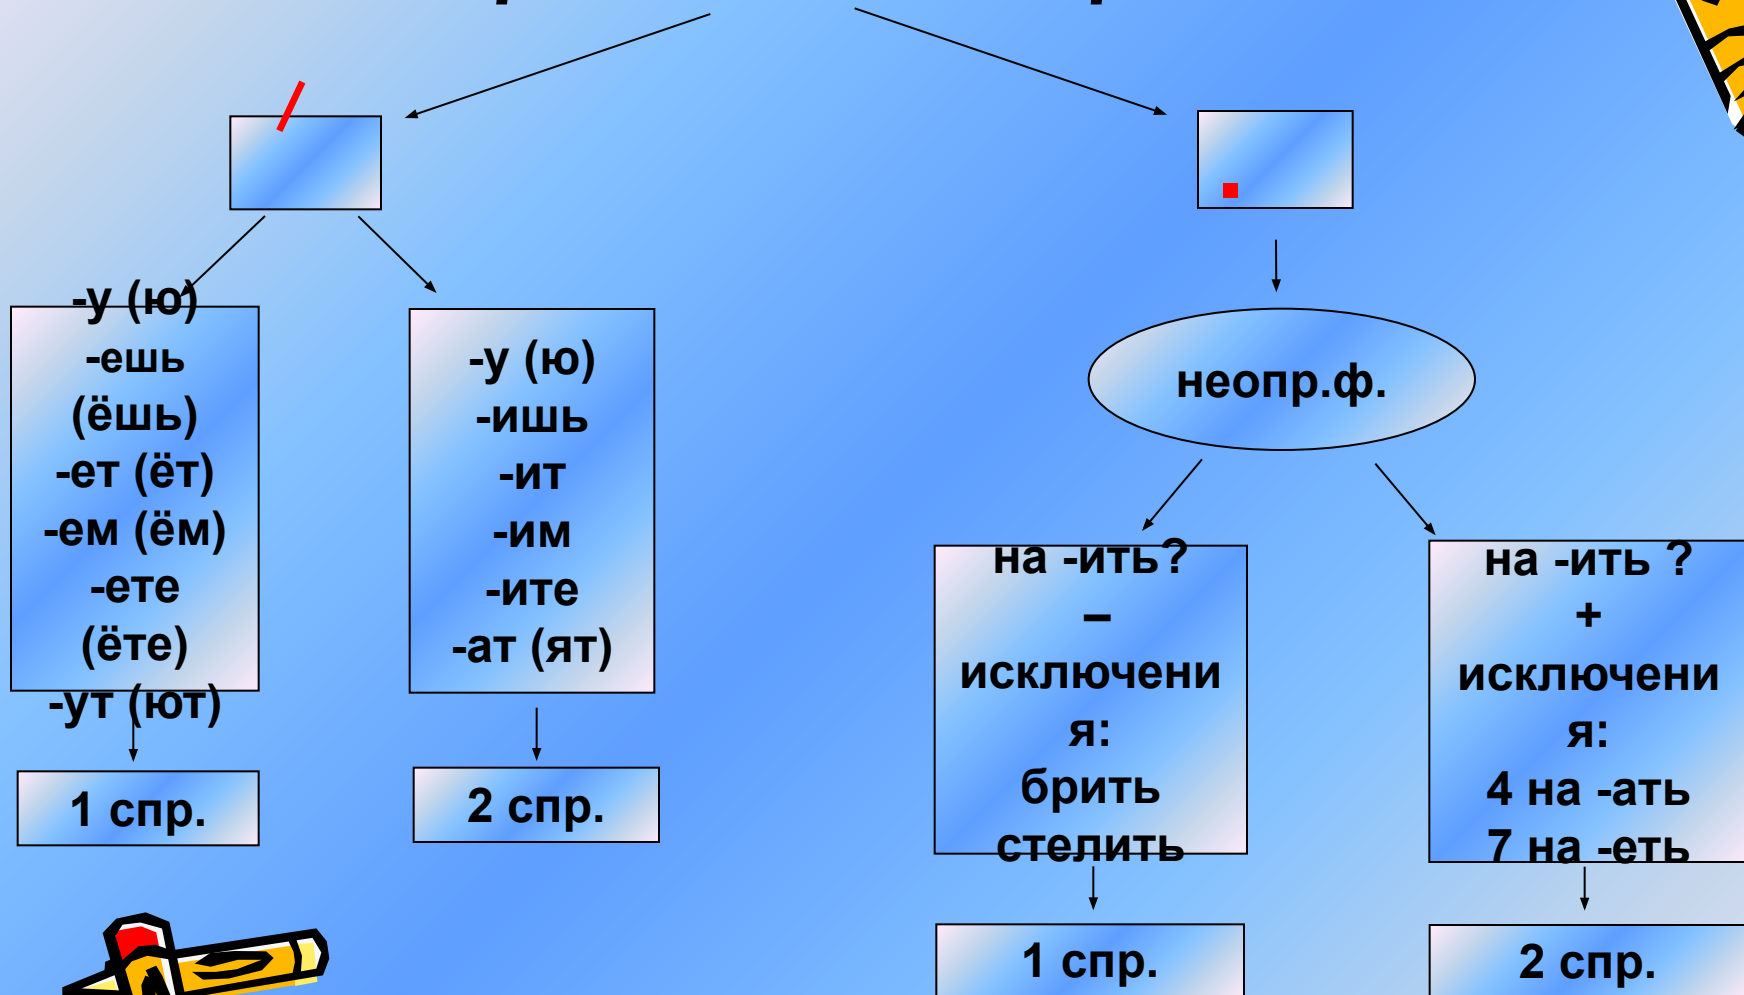 -у (ю)
-ешь
(ёшь)
-ет (ёт)
-ем (ём)
-ете
(ёте)
-ут (ют)
1 спр.
-у (ю)
-ишь
-ит
-им
-ите
-ат (ят)
2 спр.
неопр.ф.
на -ить?
–
исключени
я:
брить
стелить
1 спр.
на -ить ?
+
исключени
я:
4 на -ать
7 на -еть
2 спр.